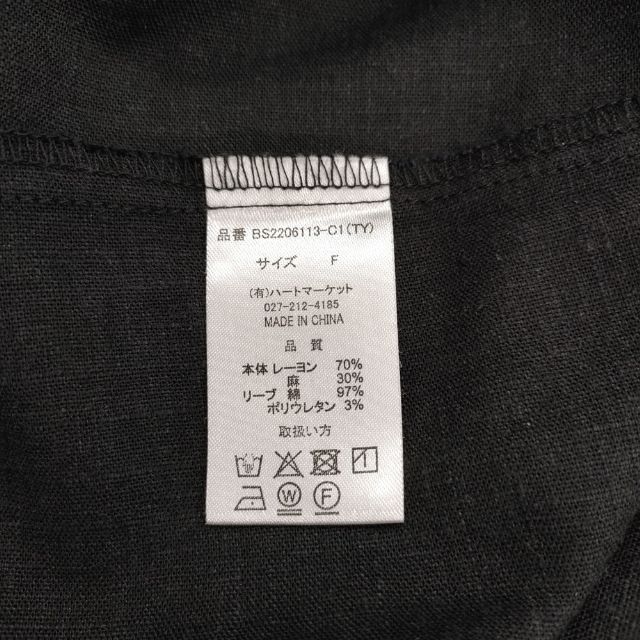 品番 BS2206113-C1(TY)
サイズ F
(有)ハートマーケット
027-212-4185
MADE IN CHINA
品質
本体 レーヨン 70%
麻 30%
リーブ 綿 97%
ポリウレタン 3%
取扱い方
W F